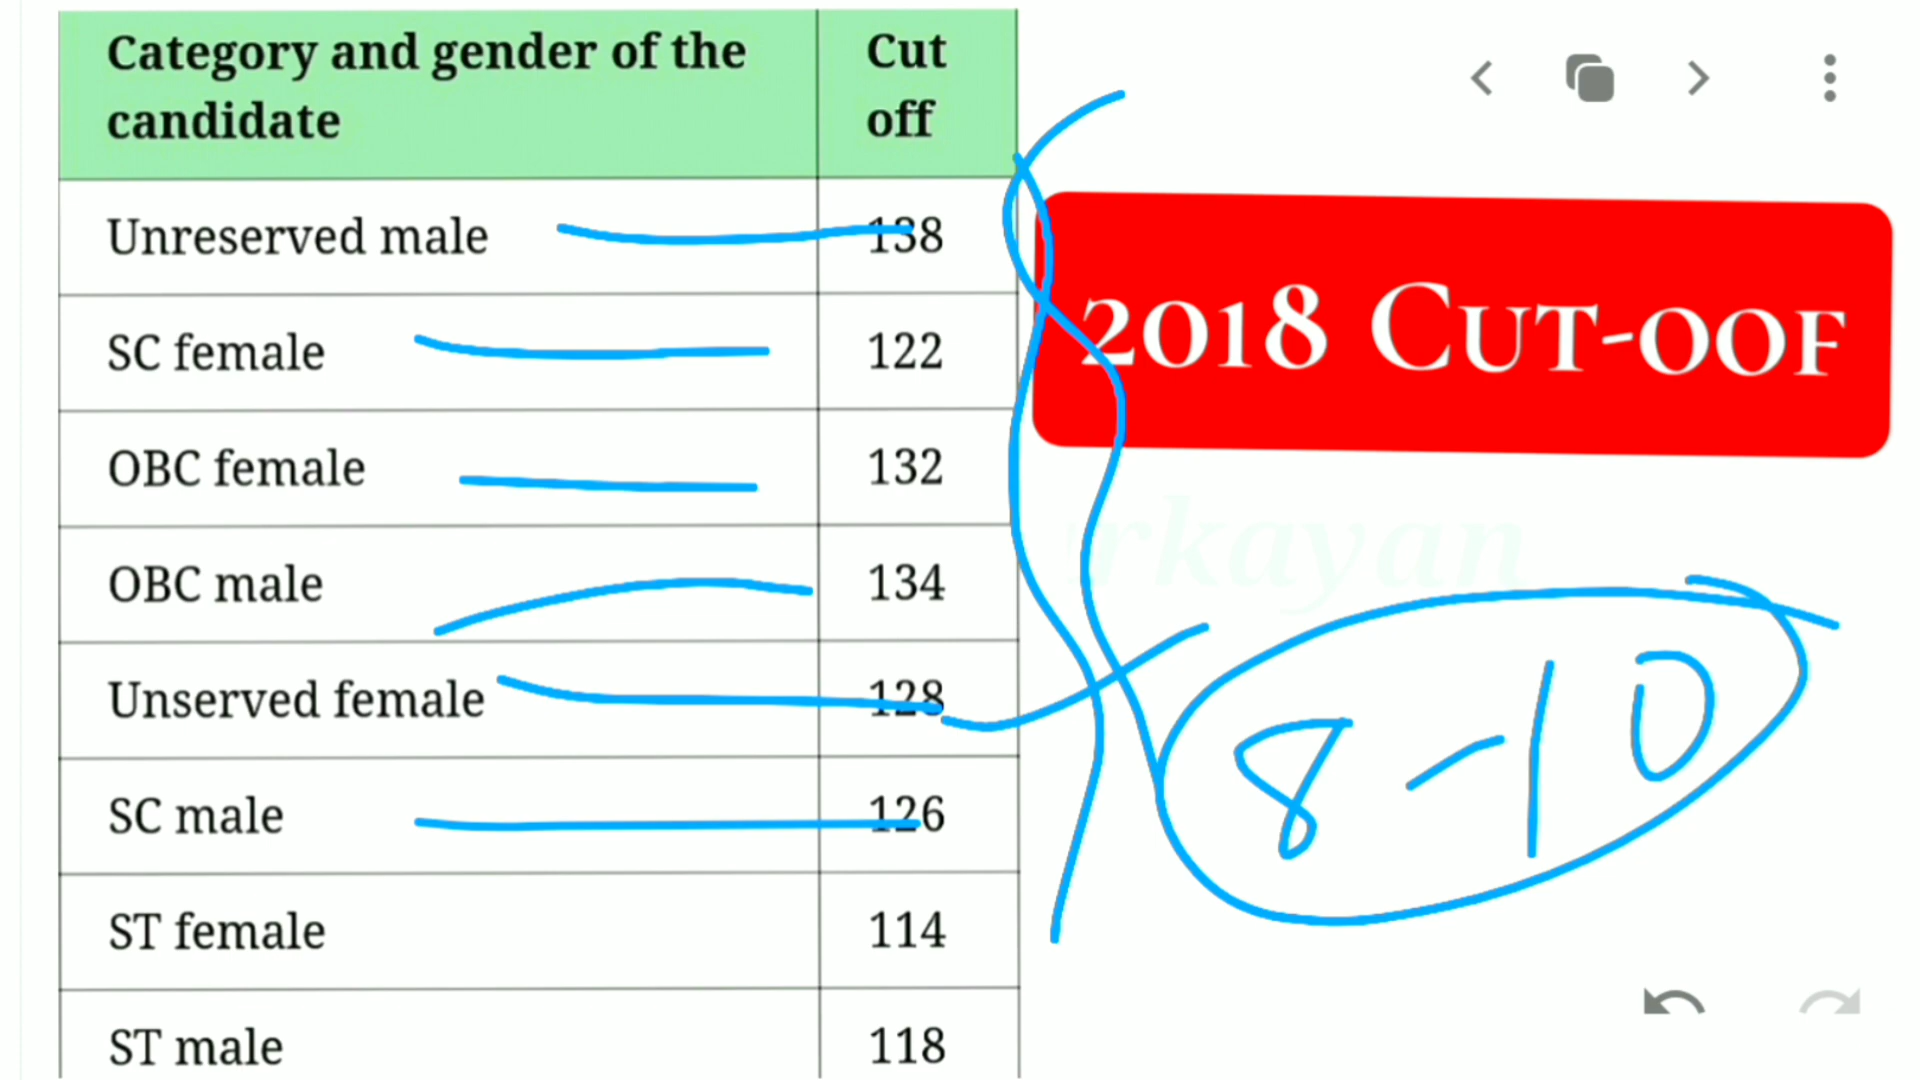 Category and gender of the
candidate
Cut
off
Unreserved male 138
SC female 122
OBC female 132
OBC male 134
Unserved female 128
SC male 126
ST female 114
ST male 118
2018 Cut-oof
rkayan
8-10